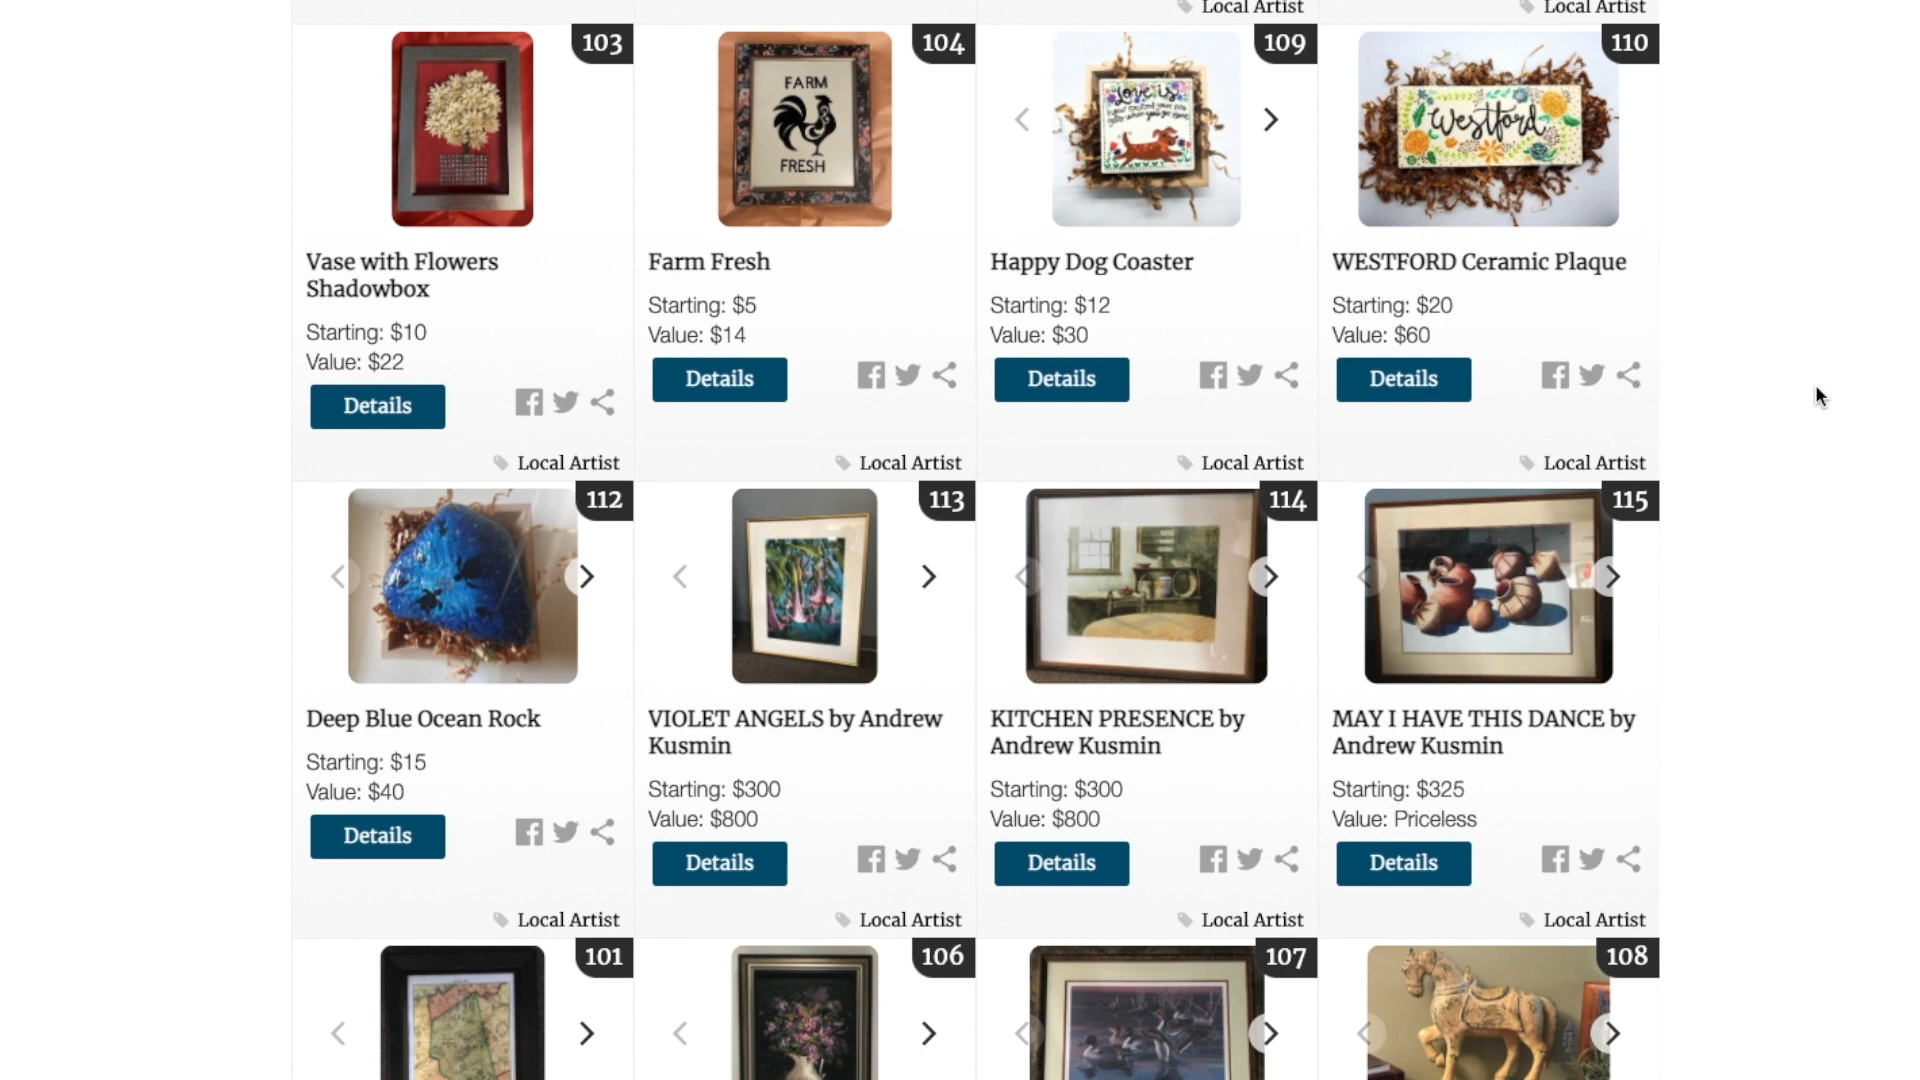 Local Artist
Local Artist
103
104
109
110
FARM
FRESH
Love is
Westford
Vase with Flowers
Shadowbox
Starting: $10
Value: $22
Details
Local Artist
Farm Fresh
Starting: $5
Value: $14
Details
Local Artist
Happy Dog Coaster
Starting: $12
Value: $30
Details
Local Artist
WESTFORD Ceramic Plaque
Starting: $20
Value: $60
Details
Local Artist
112
113
114
115
Deep Blue Ocean Rock
Starting: $15
Value: $40
Details
Local Artist
VIOLET ANGELS by Andrew
Kusmin
Starting: $300
Value: $800
Details
Local Artist
KITCHEN PRESENCE by
Andrew Kusmin
Starting: $300
Value: $800
Details
Local Artist
MAY I HAVE THIS DANCE by
Andrew Kusmin
Starting: $325
Value: Priceless
Details
Local Artist
101
106
107
108